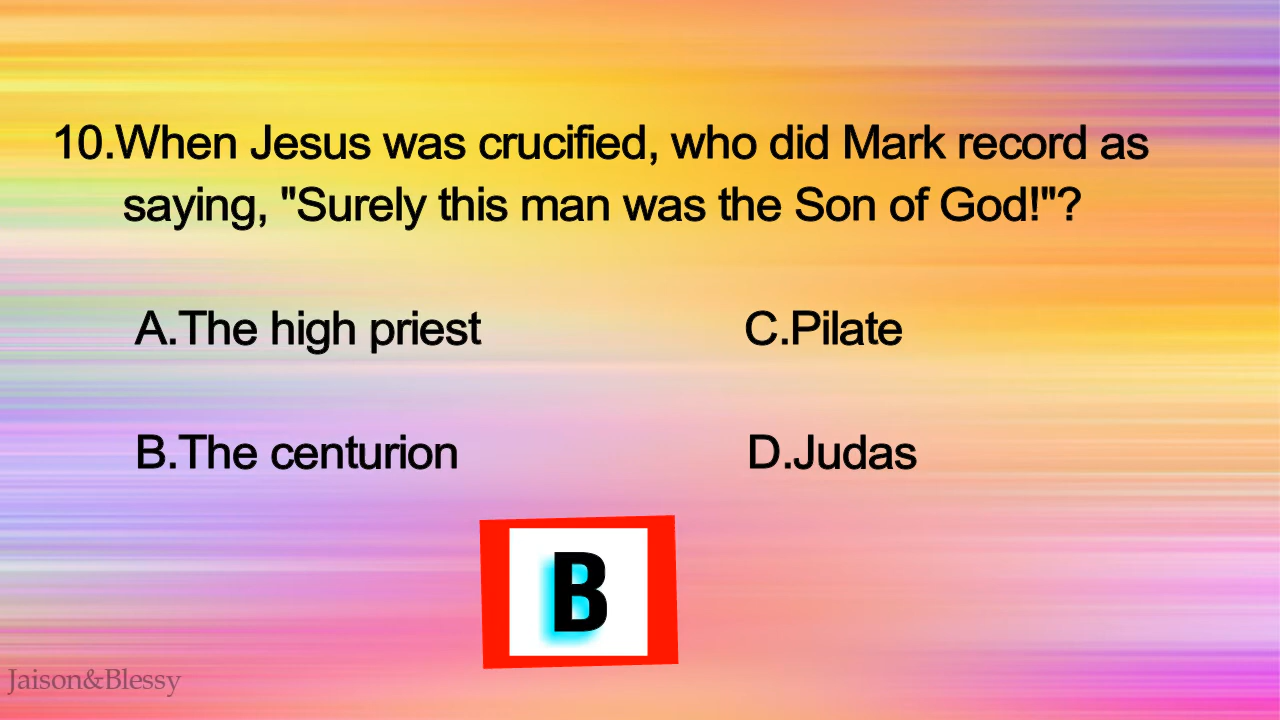 10.When Jesus was crucified, who did Mark record as
saying, "Surely this man was the Son of God!"?
A.The high priest
C.Pilate
B.The centurion
D.Judas
B
Jaison&Blessy